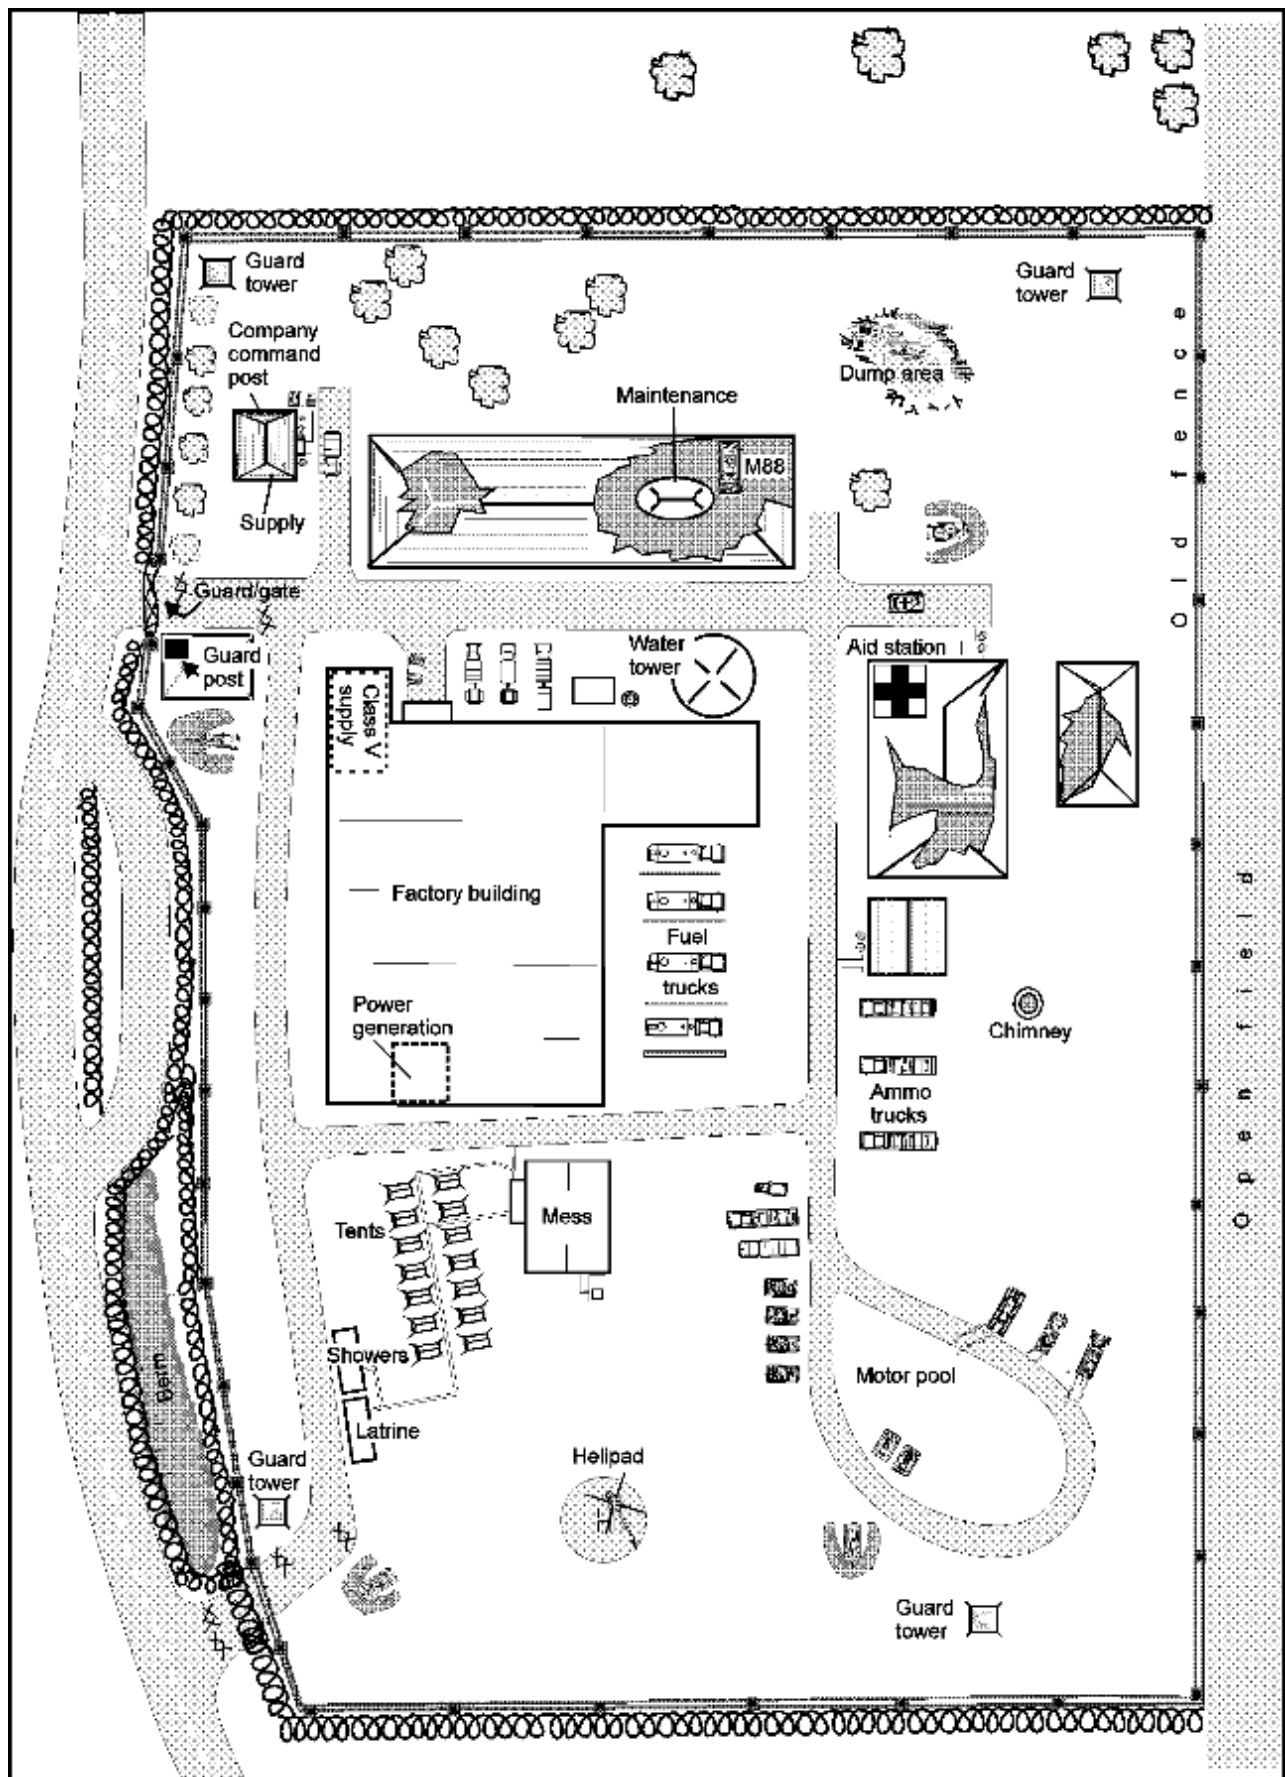 Guard
tower
Guard
tower
Company
command
post
Old fence
Dump area
Maintenance
M88
Supply
Guard/gate
Guard
post
Water
tower
Aid station
Class V
supply
Factory building
Fuel
trucks
Open field
Power
generation
Chimney
Ammo
trucks
Tents
Mess
Showers
Berm
Motor pool
Latrine
Guard
tower
Helipad
Guard
tower